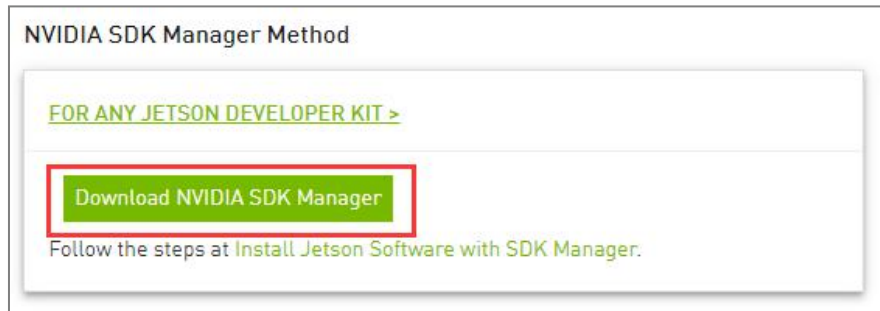 NVIDIA SDK Manager Method
FOR ANY JETSON DEVELOPER KIT >
Download NVIDIA SDK Manager
Follow the steps at Install Jetson Software with SDK Manager.